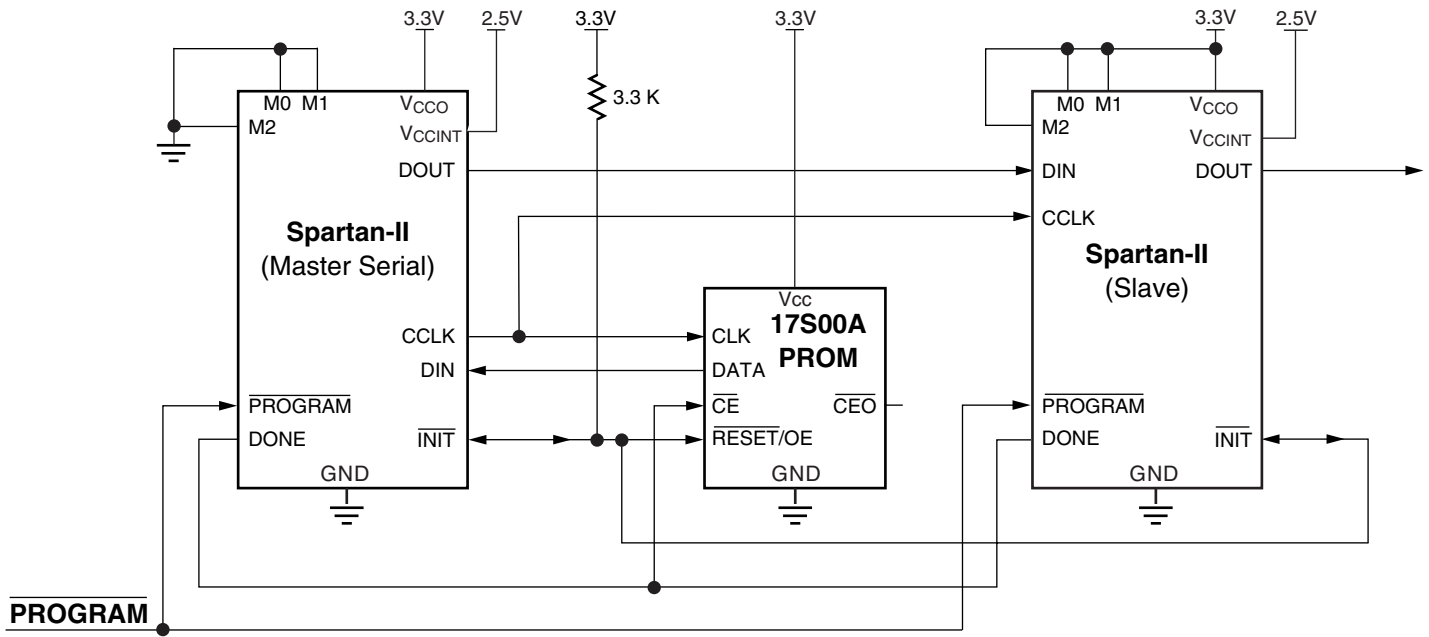 3.3V 2.5V 3.3V 3.3V 3.3V 2.5V
3.3 K
M0 M1
M2
VCCO
VCCINT
DOUT
Spartan-II
(Master Serial)
CCLK
DIN
PROGRAM
DONE
INIT
GND
Vcc
17S00A
PROM
CLK
DATA
CE
CEO
RESET/OE
GND
M0 M1
M2
VCCO
VCCINT
DIN
DOUT
CCLK
Spartan-II
(Slave)
PROGRAM
DONE
INIT
GND
PROGRAM